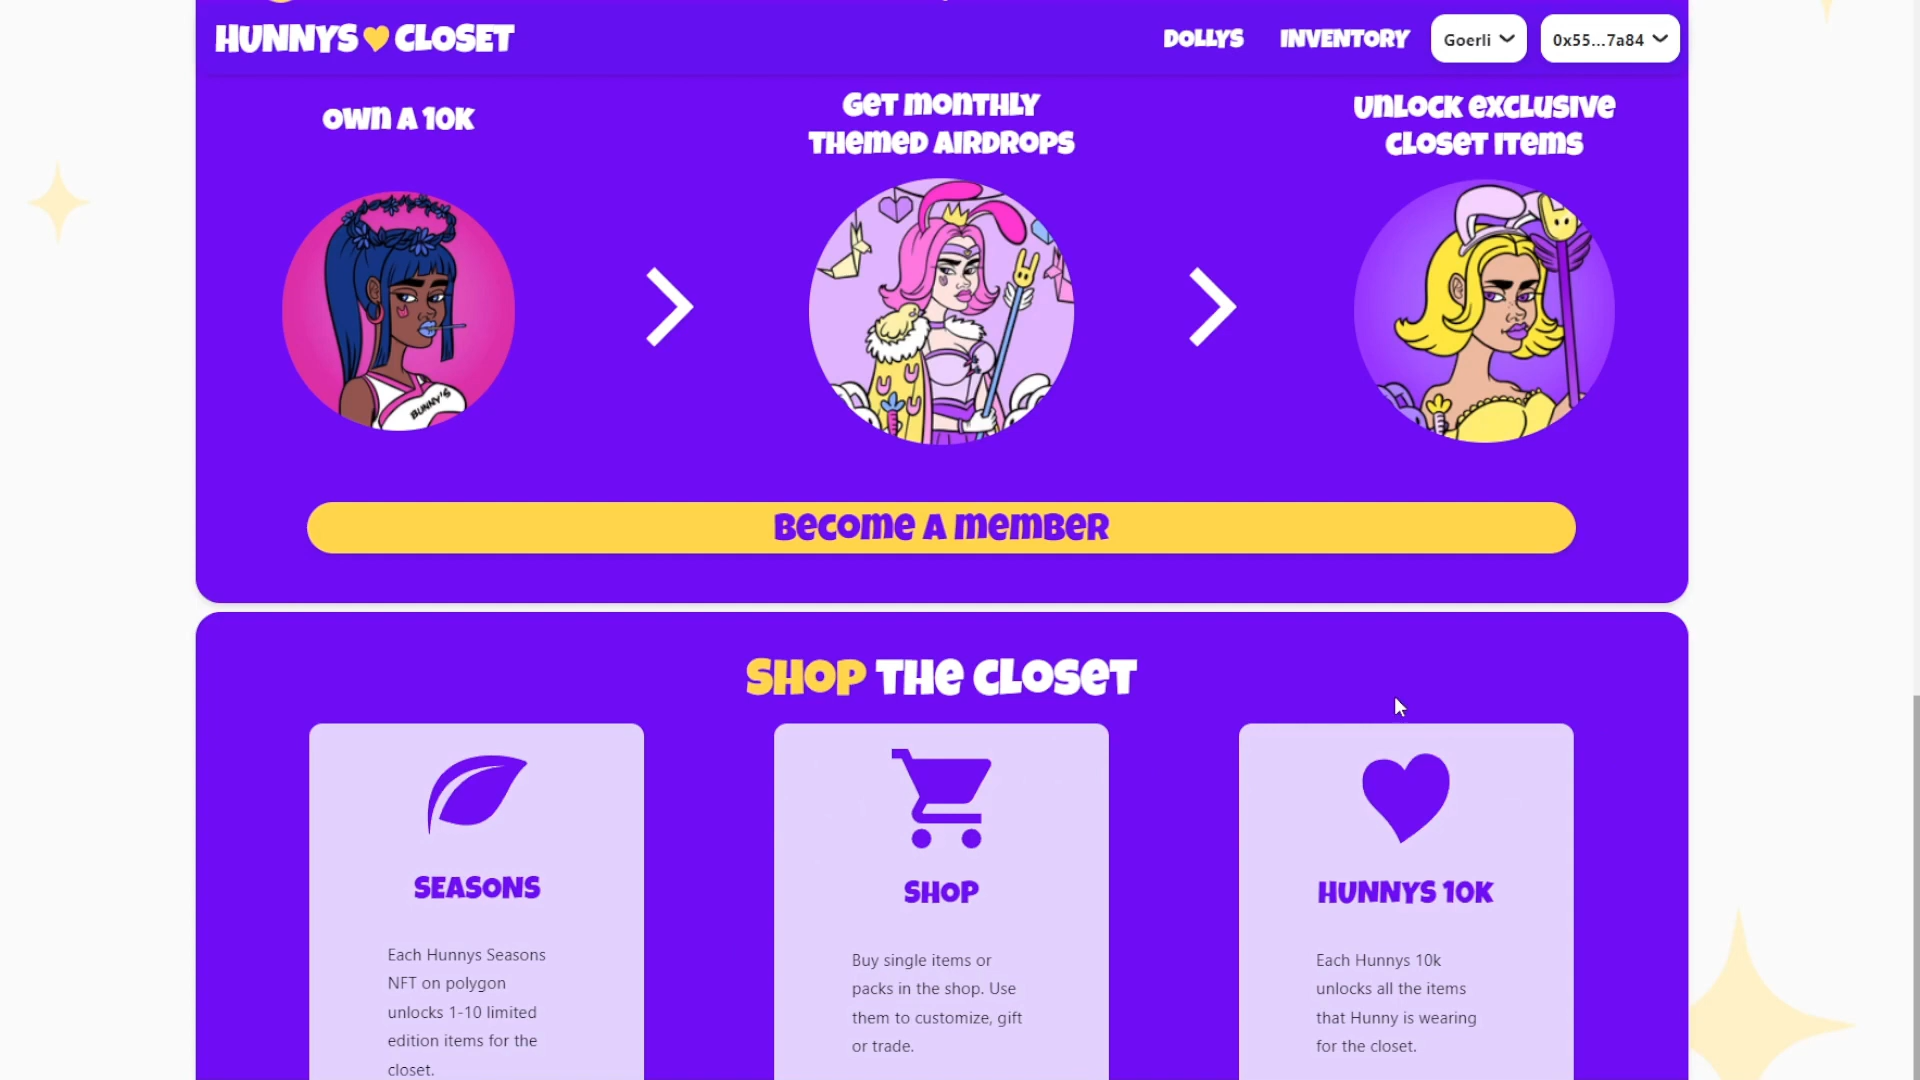 HUNNYS CLOSET
DOLLYS
INVENTORY
Goerli
0x55...7a84
OWN A 10K
GET MONTHLY
THEMED AIRDROPS
UNLOCK EXCLUSIVE
CLOSET ITEMS
BUNNY'S
BECOME A MEMBER
SHOP THE CLOSET
SEASONS
Each Hunnys Seasons
NFT on polygon
unlocks 1-10 limited
edition items for the
closet.
SHOP
Buy single items or
packs in the shop. Use
them to customize, gift
or trade.
HUNNYS 10K
Each Hunnys 10k
unlocks all the items
that Hunny is wearing
for the closet.